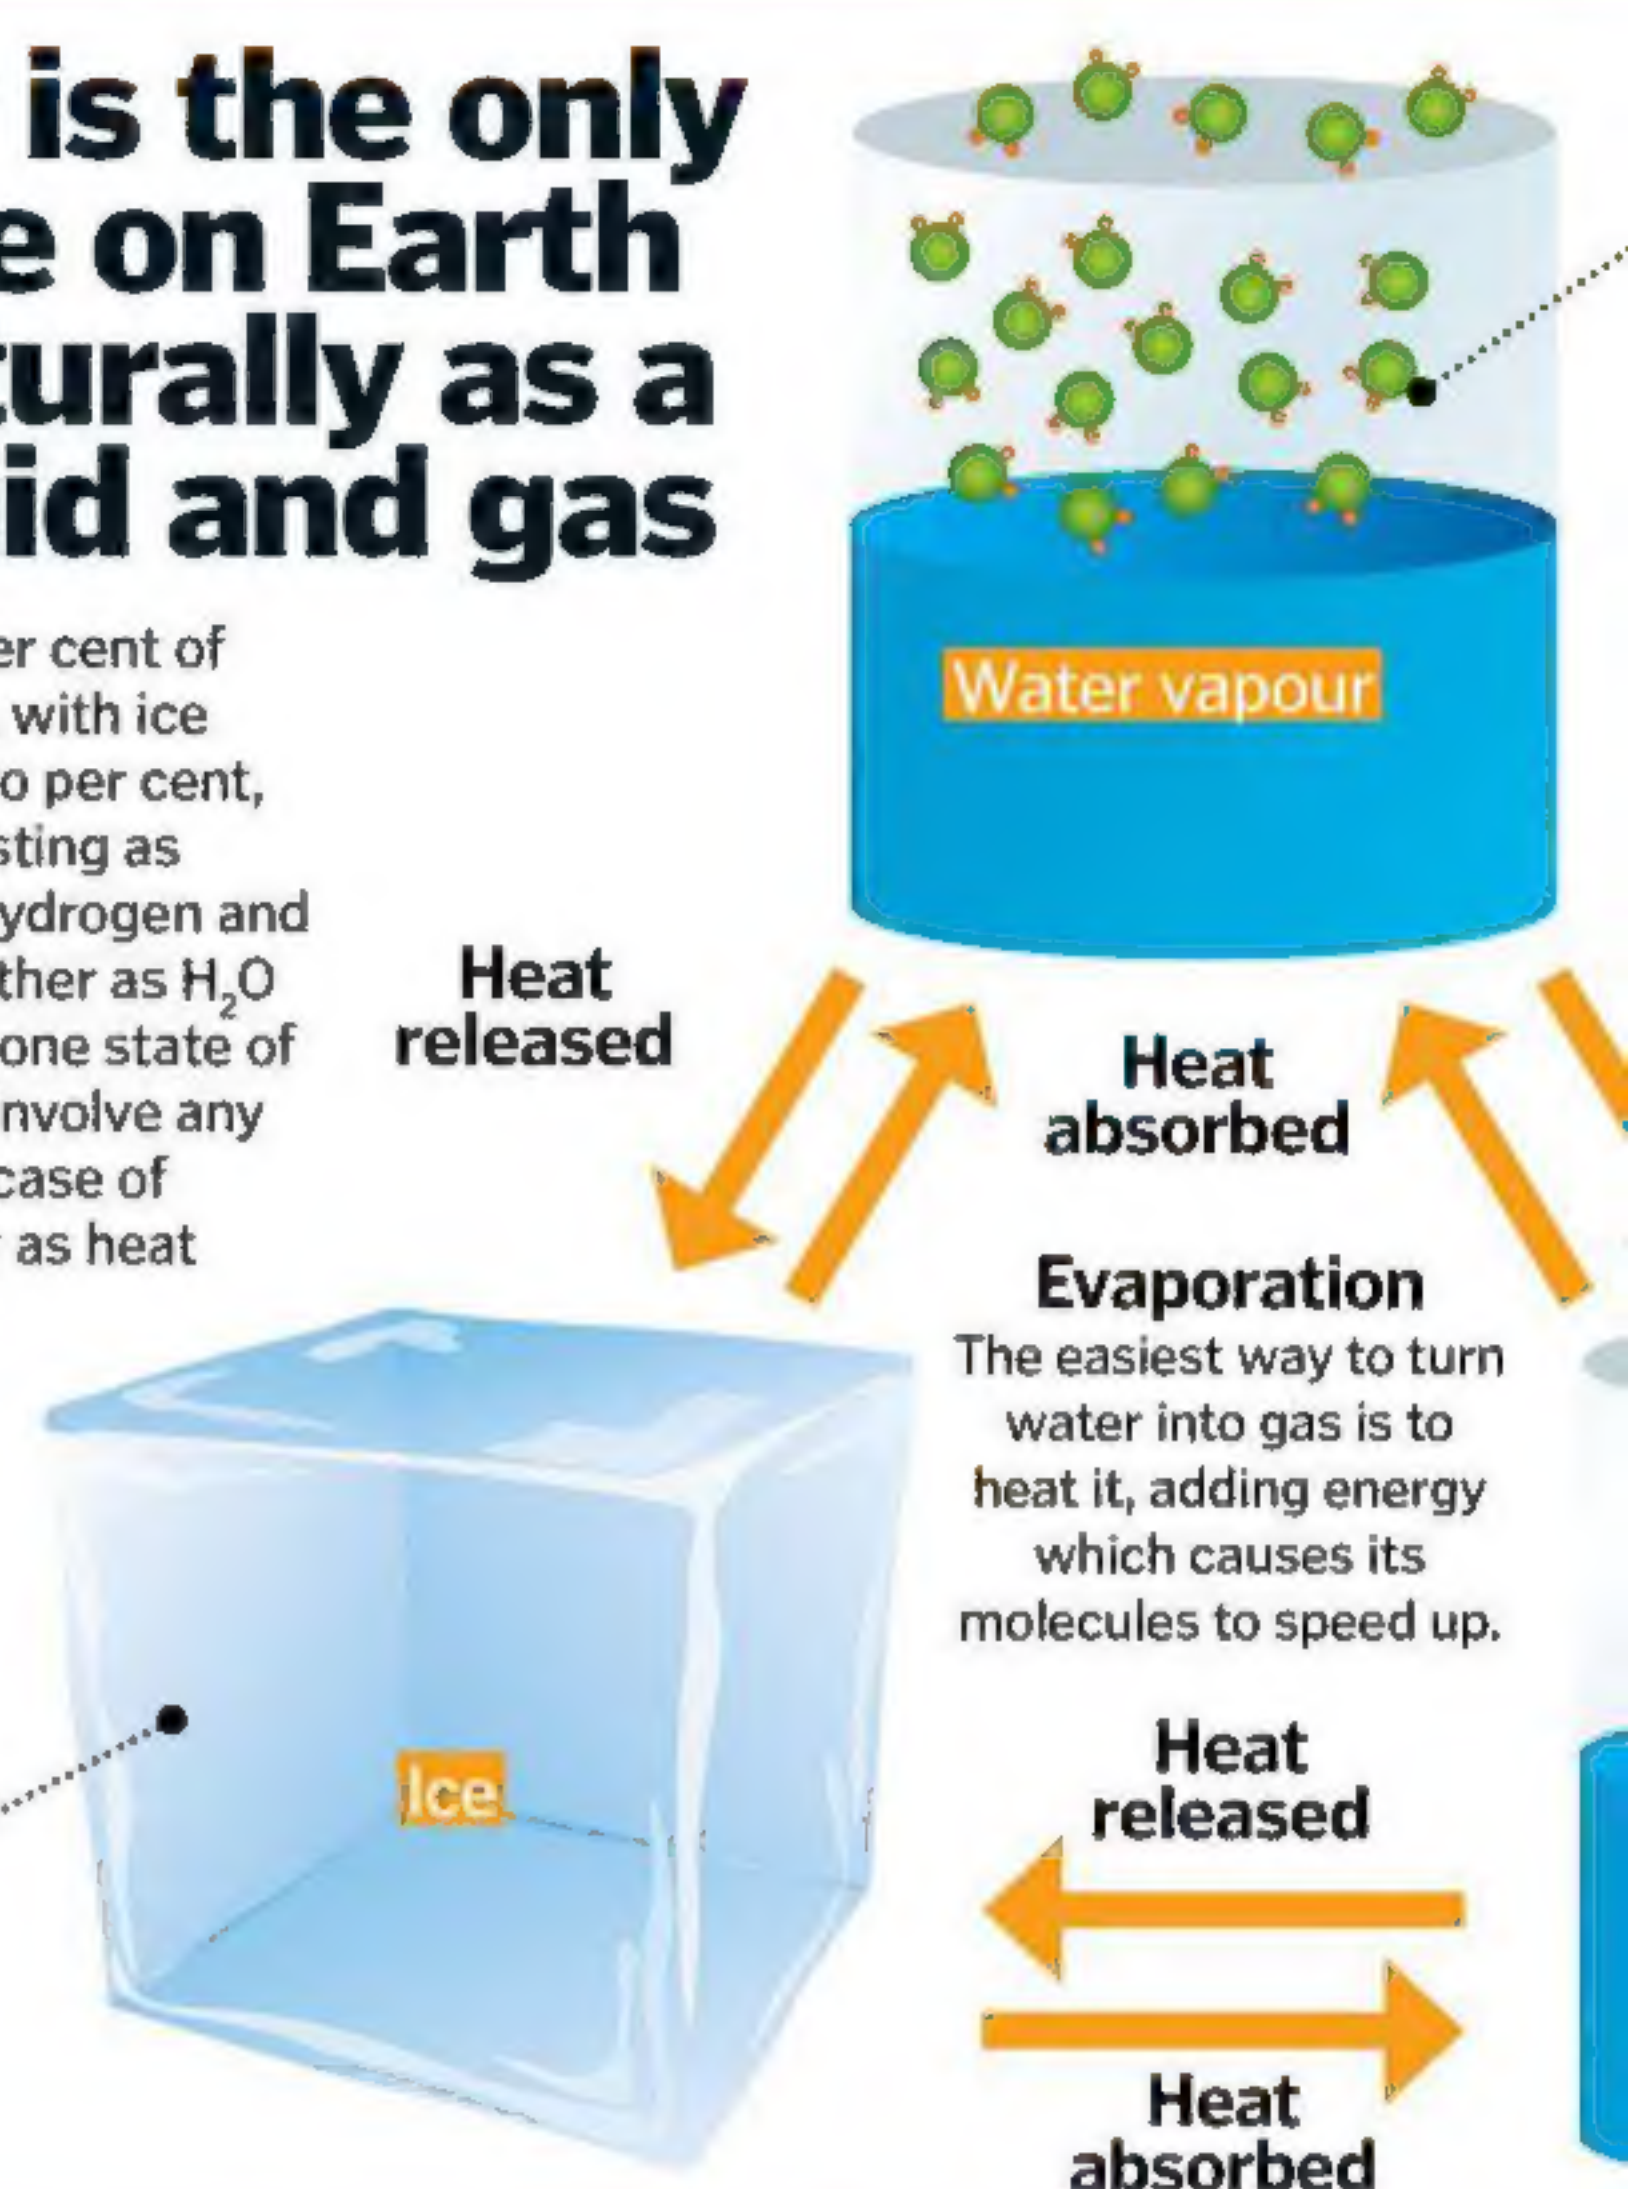 is the only
e on Earth
turally as a
id and gas
er cent of
with ice
o per cent,
sting as
ydrogen and
ther as H₂O
one state of
nvolve any
case of
as heat
Water vapour
Heat
released
Heat
absorbed
Evaporation
The easiest way to turn
water into gas is to
heat it, adding energy
which causes its
molecules to speed up.
Ice
Heat
released
Heat
absorbed